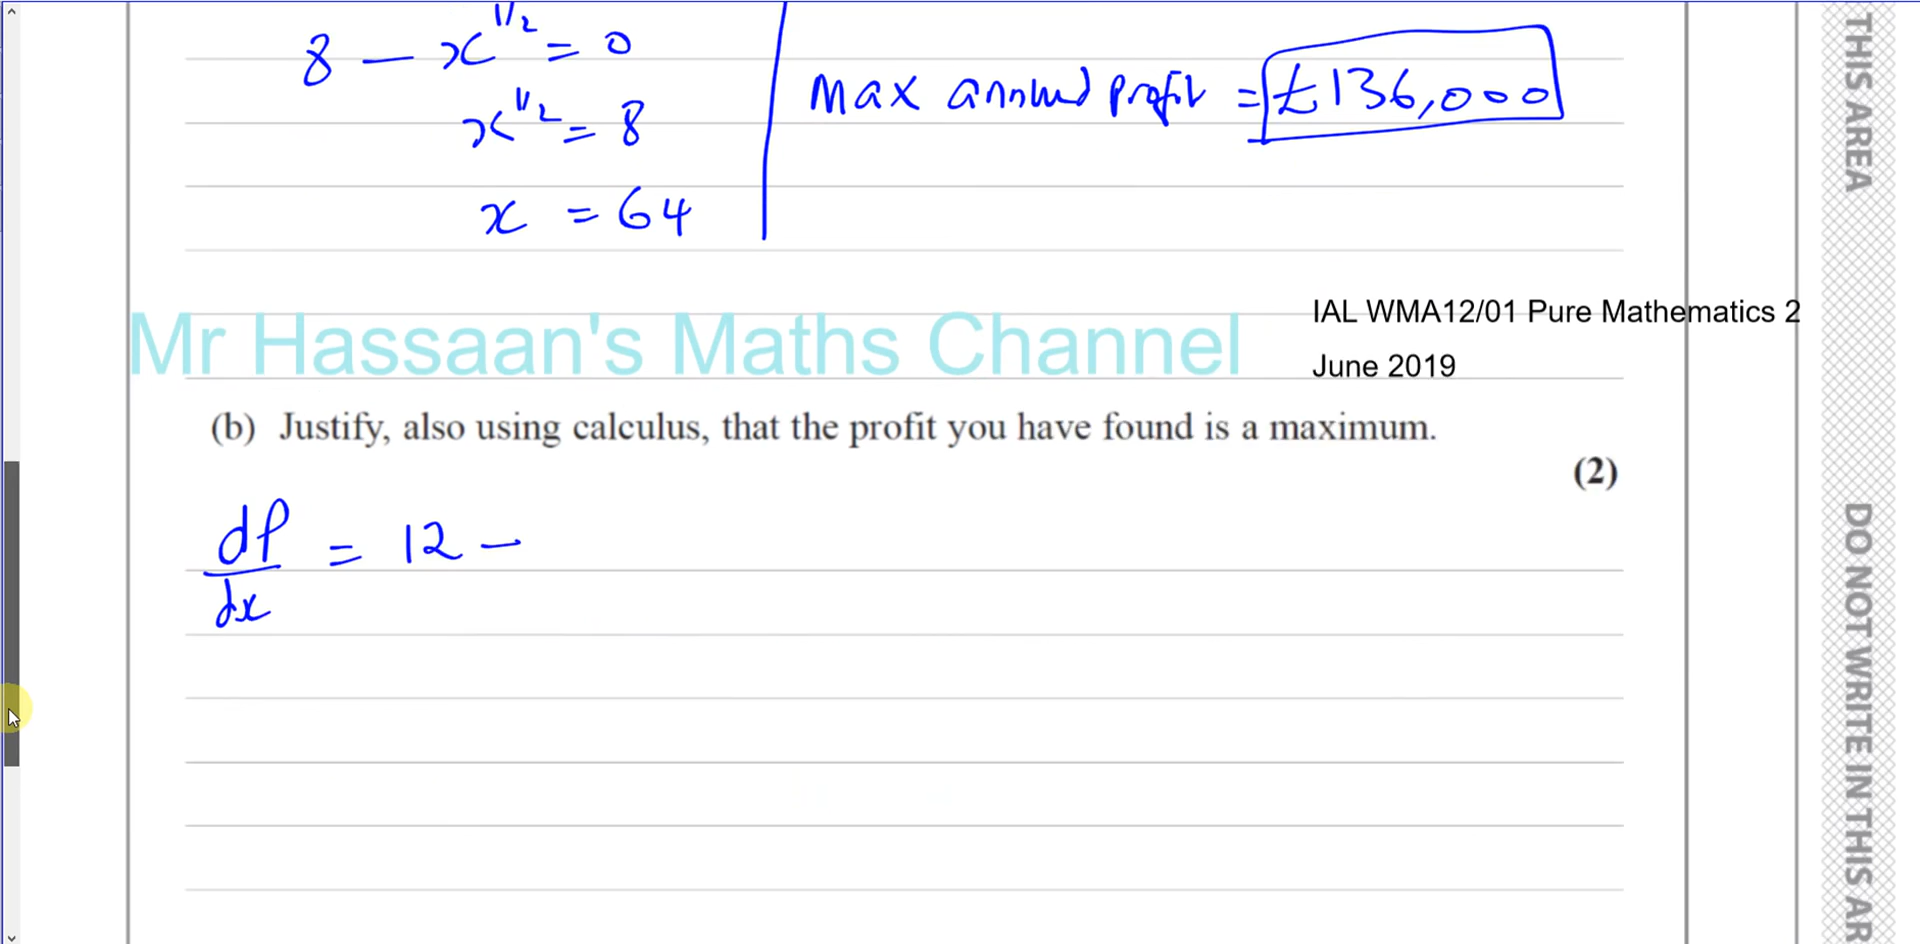 8 - x^1/2 = 0
x^1/2 = 8
x = 64
Max annual profit = £136,000
Mr Hassaan's Maths Channel
IAL WMA12/01 Pure Mathematics 2
June 2019
(b) Justify, also using calculus, that the profit you have found is a maximum.
(2)
dP/dx = 12 -
THIS AREA
DO NOT WRITE IN THIS AR